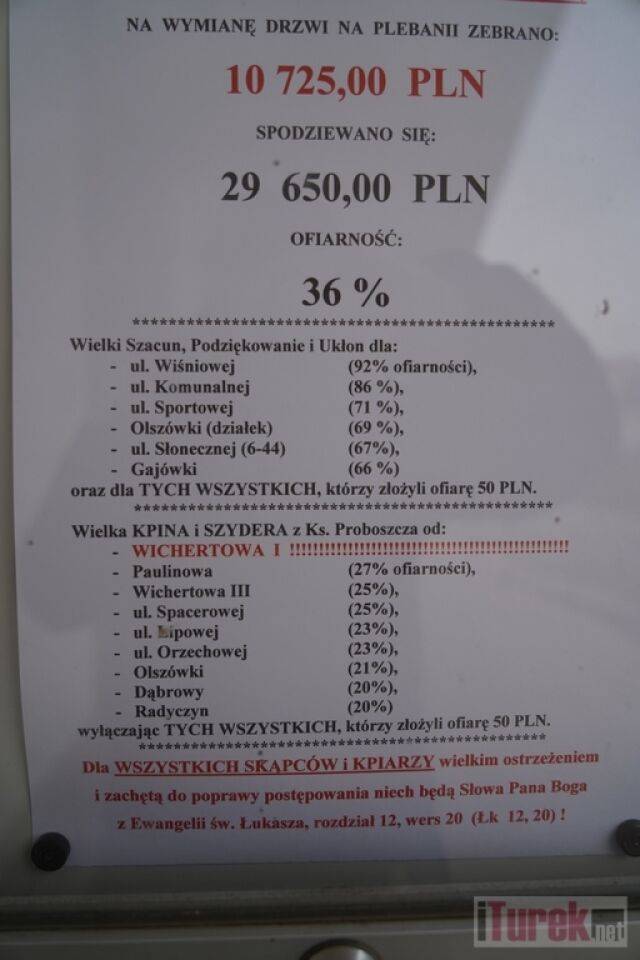 NA WYMIANĘ DRZWI NA PLEBANII ZEBRANO:
10 725,00 PLN
SPODZIEWANO SIĘ:
29 650,00 PLN
OFIARNOŚĆ:
36 %
******************************************************
Wielki Szacun, Podziękowanie i Ukłon dla:
- ul. Wiśniowej (92% ofiarności),
- ul. Komunalnej (86 %),
- ul. Sportowej (71 %),
- Olszówki (działek) (69 %),
- ul. Słonecznej (6-44) (67%),
- Gajówki (66 %)
oraz dla TYCH WSZYSTKICH, którzy złożyli ofiarę 50 PLN.
******************************************************
Wielka KPINA i SZYDERA z Ks. Proboszcza od:
- WICHERTOWA I !!!!!!!!!!!!!!!!!!!!!!!!!!!!!!!!!!!!!!!!!!!!!!!!
- Paulinowa (27% ofiarności),
- Wichertowa III (25%),
- ul. Spacerowej (25%),
- ul. Lipowej (23%),
- ul. Orzechowej (23%),
- Olszówki (21%),
- Dąbrowy (20%),
- Radyczyn (20%)
wyłączając TYCH WSZYSTKICH, którzy złożyli ofiarę 50 PLN.
******************************************************
Dla WSZYSTKICH SKĄPCÓW i KPIARZY wielkim ostrzeżeniem
i zachętą do poprawy postępowania niech będą Słowa Pana Boga
z Ewangelii św. Łukasza, rozdział 12, wers 20 (Łk 12, 20) !
iTurek.net